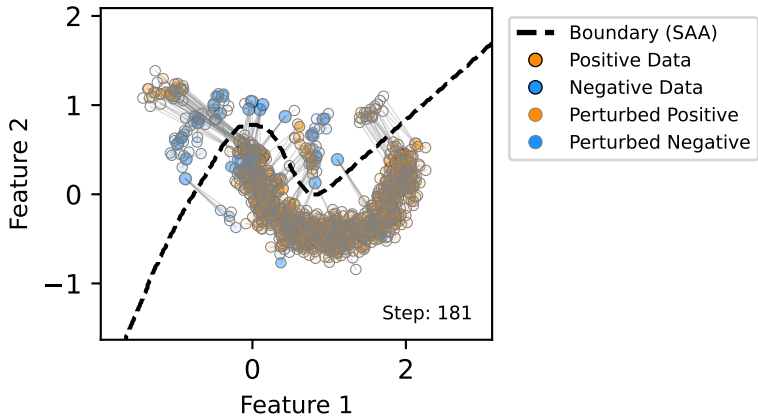 2
1
0
−1
Feature 2
0
2
Feature 1
Step: 181
Boundary (SAA)
Positive Data
Negative Data
Perturbed Positive
Perturbed Negative